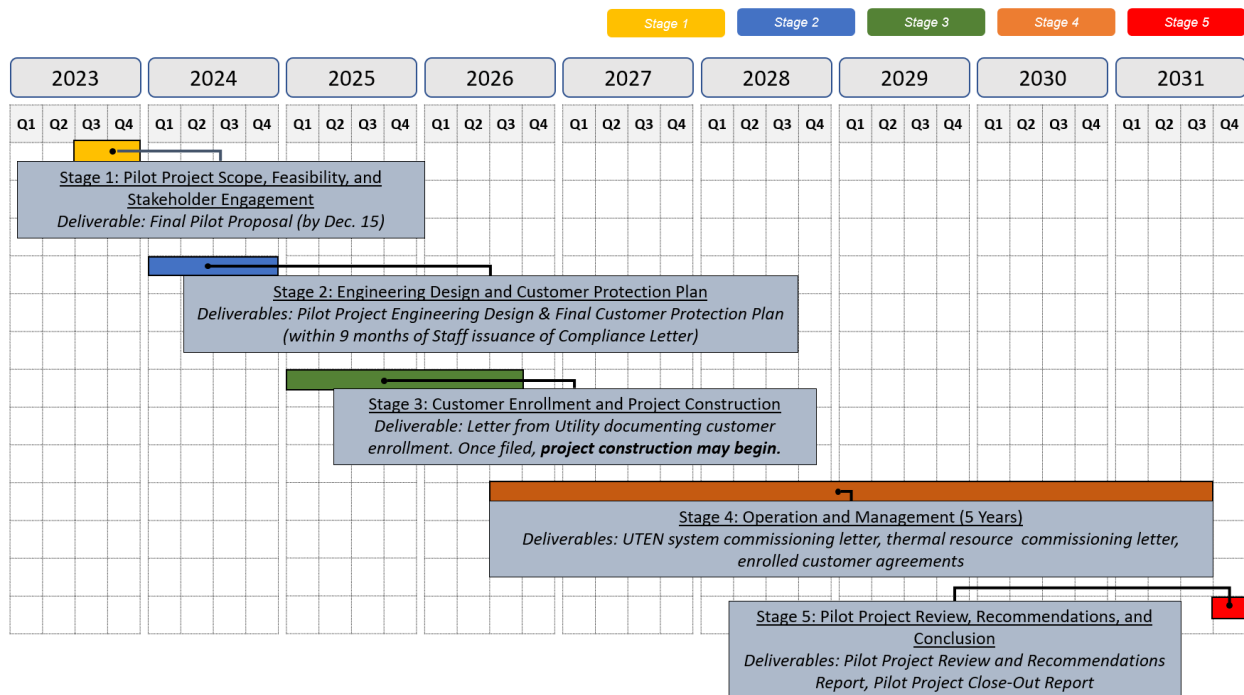 Stage 1 Stage 2 Stage 3 Stage 4 Stage 5
2023 2024 2025 2026 2027 2028 2029 2030 2031
Q1 Q2 Q3 Q4 Q1 Q2 Q3 Q4 Q1 Q2 Q3 Q4 Q1 Q2 Q3 Q4 Q1 Q2 Q3 Q4 Q1 Q2 Q3 Q4 Q1 Q2 Q3 Q4 Q1 Q2 Q3 Q4 Q1 Q2 Q3 Q4
Stage 1: Pilot Project Scope, Feasibility, and
Stakeholder Engagement
Deliverable: Final Pilot Proposal (by Dec. 15)
Stage 2: Engineering Design and Customer Protection Plan
Deliverables: Pilot Project Engineering Design & Final Customer Protection Plan
(within 9 months of Staff issuance of Compliance Letter)
Stage 3: Customer Enrollment and Project Construction
Deliverable: Letter from Utility documenting customer
enrollment. Once filed, project construction may begin.
Stage 4: Operation and Management (5 Years)
Deliverables: UTEN system commissioning letter, thermal resource commissioning letter,
enrolled customer agreements
Stage 5: Pilot Project Review, Recommendations, and
Conclusion
Deliverables: Pilot Project Review and Recommendations
Report, Pilot Project Close-Out Report